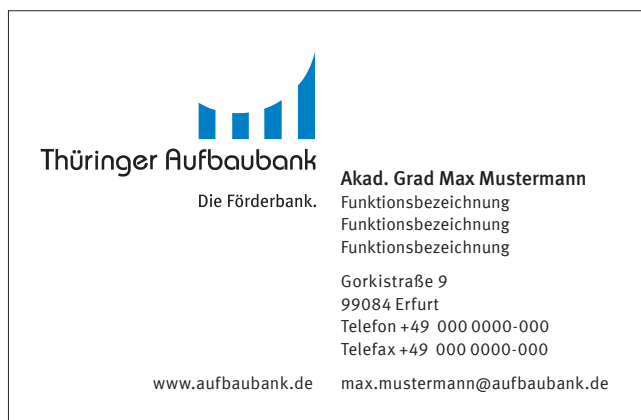 Thüringer Aufbaubank
Die Förderbank.
Akad. Grad Max Mustermann
Funktionsbezeichnung
Funktionsbezeichnung
Funktionsbezeichnung
Gorkistraße 9
99084 Erfurt
Telefon +49 000 0000-000
Telefax +49 000 0000-000
www.aufbaubank.de
max.mustermann@aufbaubank.de